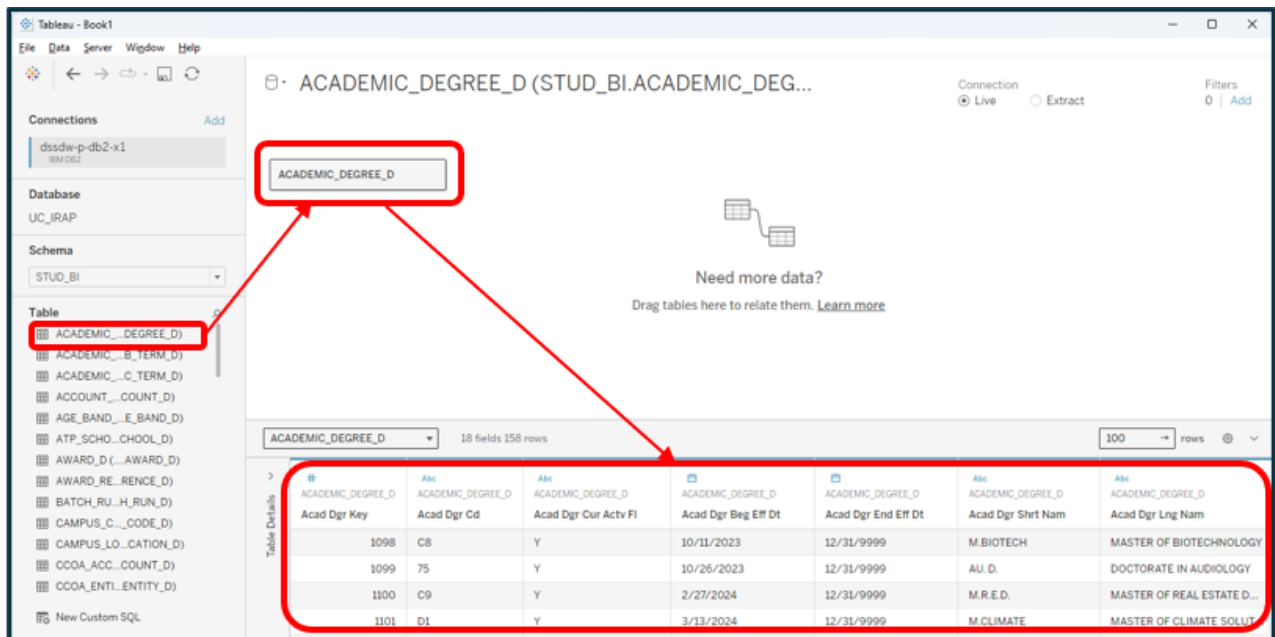 Tableau - Book1
File Data Server Window Help
Connections Add
dssdw-p-db2-x1
IBM DB2
Database
UC_IRAP
Schema
STUD_BI
Table
ACADEMIC_...DEGREE_D)
ACADEMIC_...B_TERM_D)
ACADEMIC_...C_TERM_D)
ACCOUNT_...COUNT_D)
AGE_BAND_...E_BAND_D)
ATP_SCHO...CHOOL_D)
AWARD_D (....AWARD_D)
AWARD_RE...RENCE_D)
BATCH_RU...H_RUN_D)
CAMPUS_C..._CODE_D)
CAMPUS_LO...CATION_D)
CCOA_ACC...COUNT_D)
CCOA_ENTI...ENTITY_D)
New Custom SQL
ACADEMIC_DEGREE_D (STUD_BI.ACADEMIC_DEG...
Connection
Live Extract
Filters
0 Add
ACADEMIC_DEGREE_D
Need more data?
Drag tables here to relate them. Learn more
ACADEMIC_DEGREE_D 18 fields 158 rows 100 rows
Table Details
# Abc Abc Abc Abc
ACADEMIC_DEGREE_D ACADEMIC_DEGREE_D ACADEMIC_DEGREE_D ACADEMIC_DEGREE_D ACADEMIC_DEGREE_D ACADEMIC_DEGREE_D ACADEMIC_DEGREE_D
Acad Dgr Key Acad Dgr Cd Acad Dgr Cur Actv Fl Acad Dgr Beg Eff Dt Acad Dgr End Eff Dt Acad Dgr Shrt Nam Acad Dgr Lng Nam
1098 C8 Y 10/11/2023 12/31/9999 M.BIOTECH MASTER OF BIOTECHNOLOGY
1099 75 Y 10/26/2023 12/31/9999 AU. D. DOCTORATE IN AUDIOLOGY
1100 C9 Y 2/27/2024 12/31/9999 M.R.E.D. MASTER OF REAL ESTATE D...
1101 D1 Y 3/13/2024 12/31/9999 M.CLIMATE MASTER OF CLIMATE SOLUT...